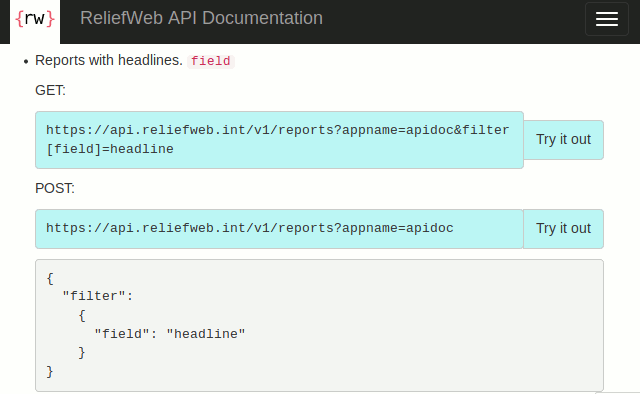 {rw} ReliefWeb API Documentation
• Reports with headlines. field
GET:
https://api.reliefweb.int/v1/reports?appname=apidoc&filter
[field]=headline
Try it out
POST:
https://api.reliefweb.int/v1/reports?appname=apidoc Try it out
{
  "filter":
    {
      "field": "headline"
    }
}